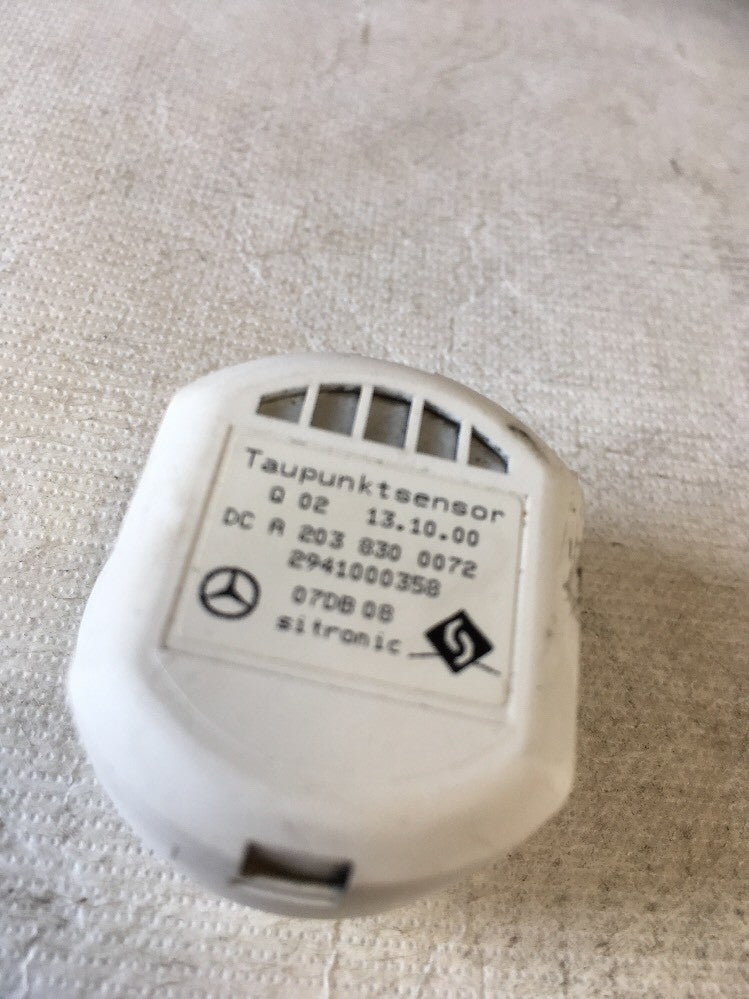 Taupunktsensor
Q 02 13.10.00
DC A 203 830 0072
2941000358
07DB 08
sitronic